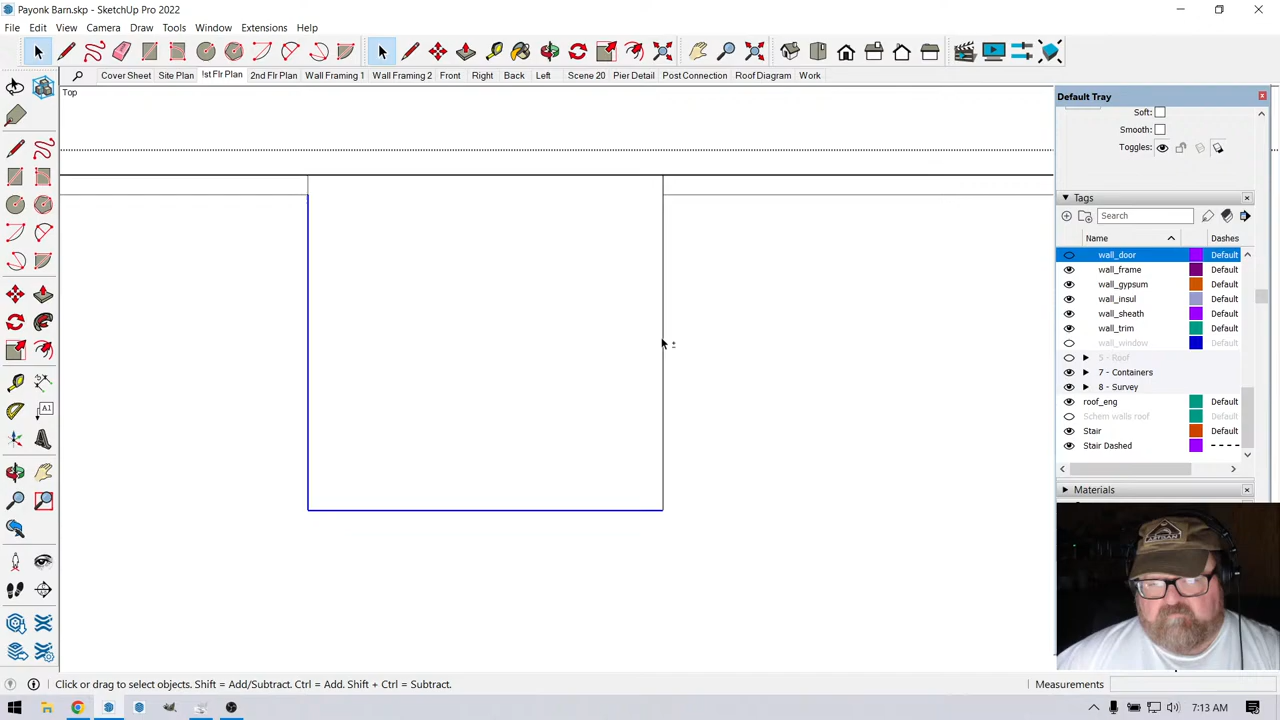 Payonk Barn.skp - SketchUp Pro 2022
File Edit View Camera Draw Tools Window Extensions Help
Cover Sheet Site Plan !st Flr Plan 2nd Flr Plan Wall Framing 1 Wall Framing 2 Front Right Back Left Scene 20 Pier Detail Post Connection Roof Diagram Work
Top
Default Tray
Soft:
Smooth:
Toggles:
Tags
Search
Name Dashes
wall_door Default
wall_frame Default
wall_gypsum Default
wall_insul Default
wall_sheath Default
wall_trim Default
wall_window Default
5 - Roof
7 - Containers
8 - Survey
roof_eng Default
Schem walls roof Default
Stair Default
Stair Dashed
Materials
A1
ARTISAN
Click or drag to select objects. Shift = Add/Subtract. Ctrl = Add. Shift + Ctrl = Subtract.
Measurements
7:13 AM